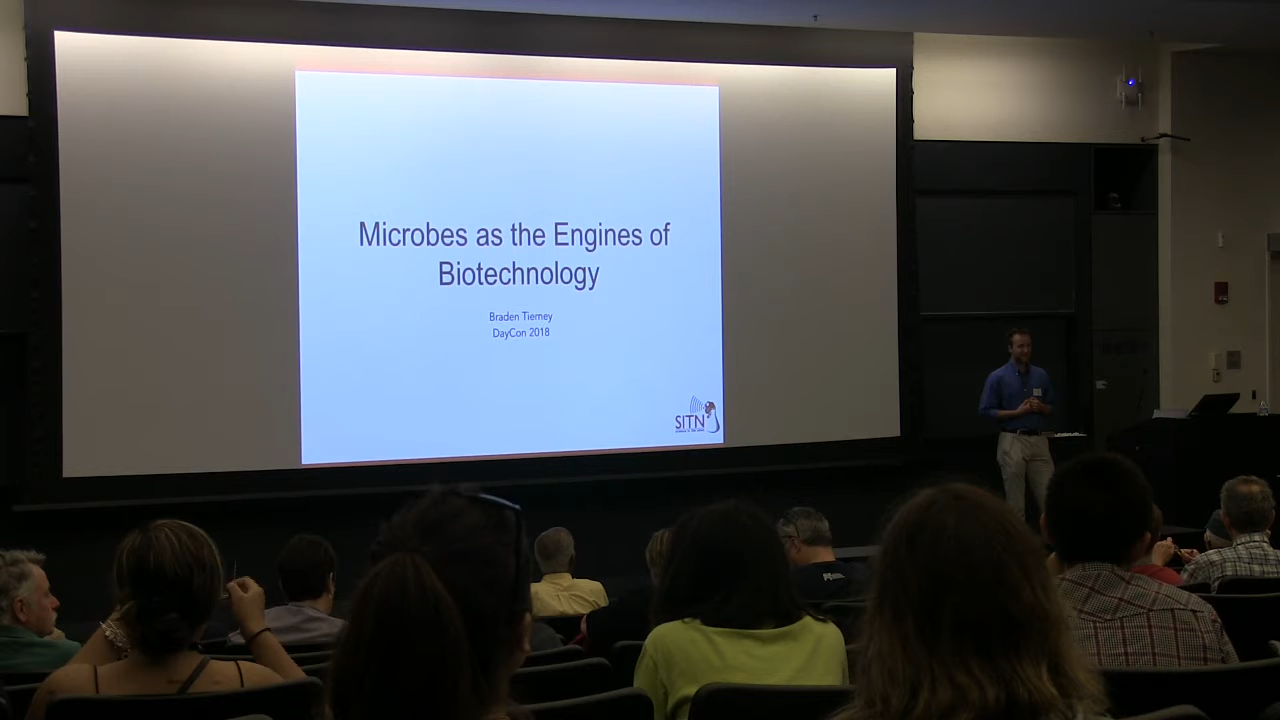 Microbes as the Engines of
Biotechnology
Braden Tierney
DayCon 2018
SITN